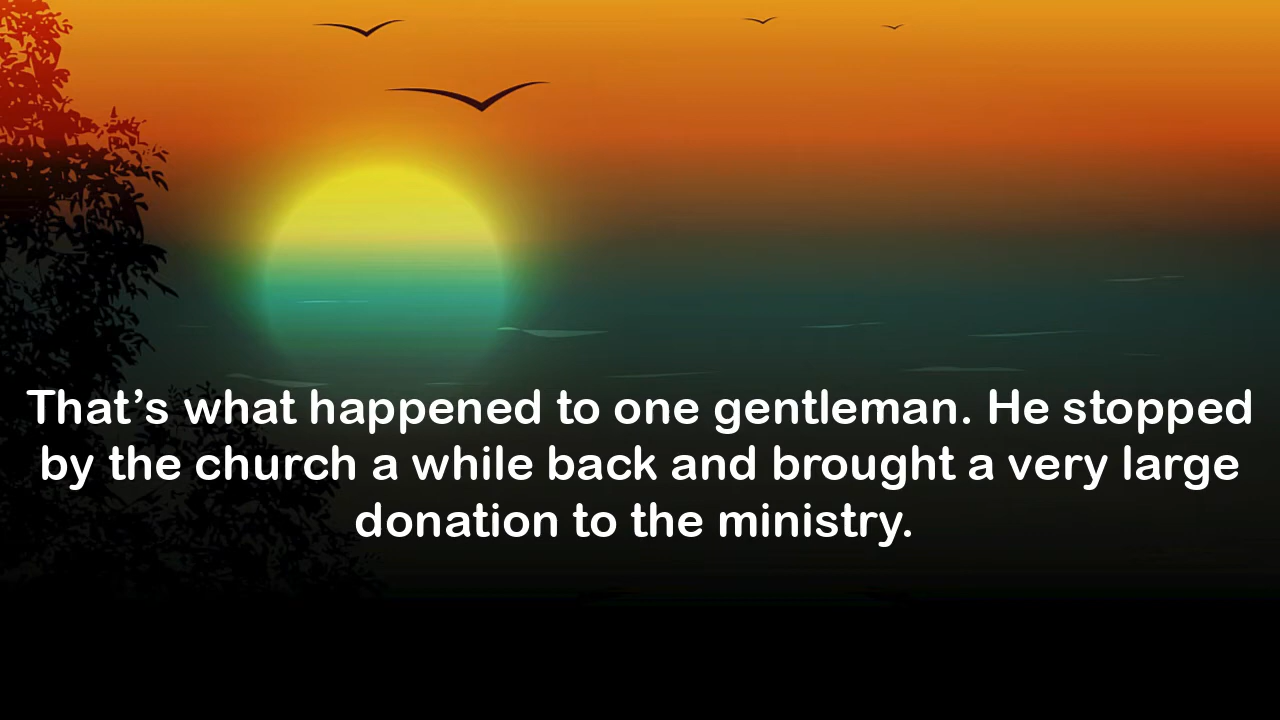 That’s what happened to one gentleman. He stopped
by the church a while back and brought a very large
donation to the ministry.